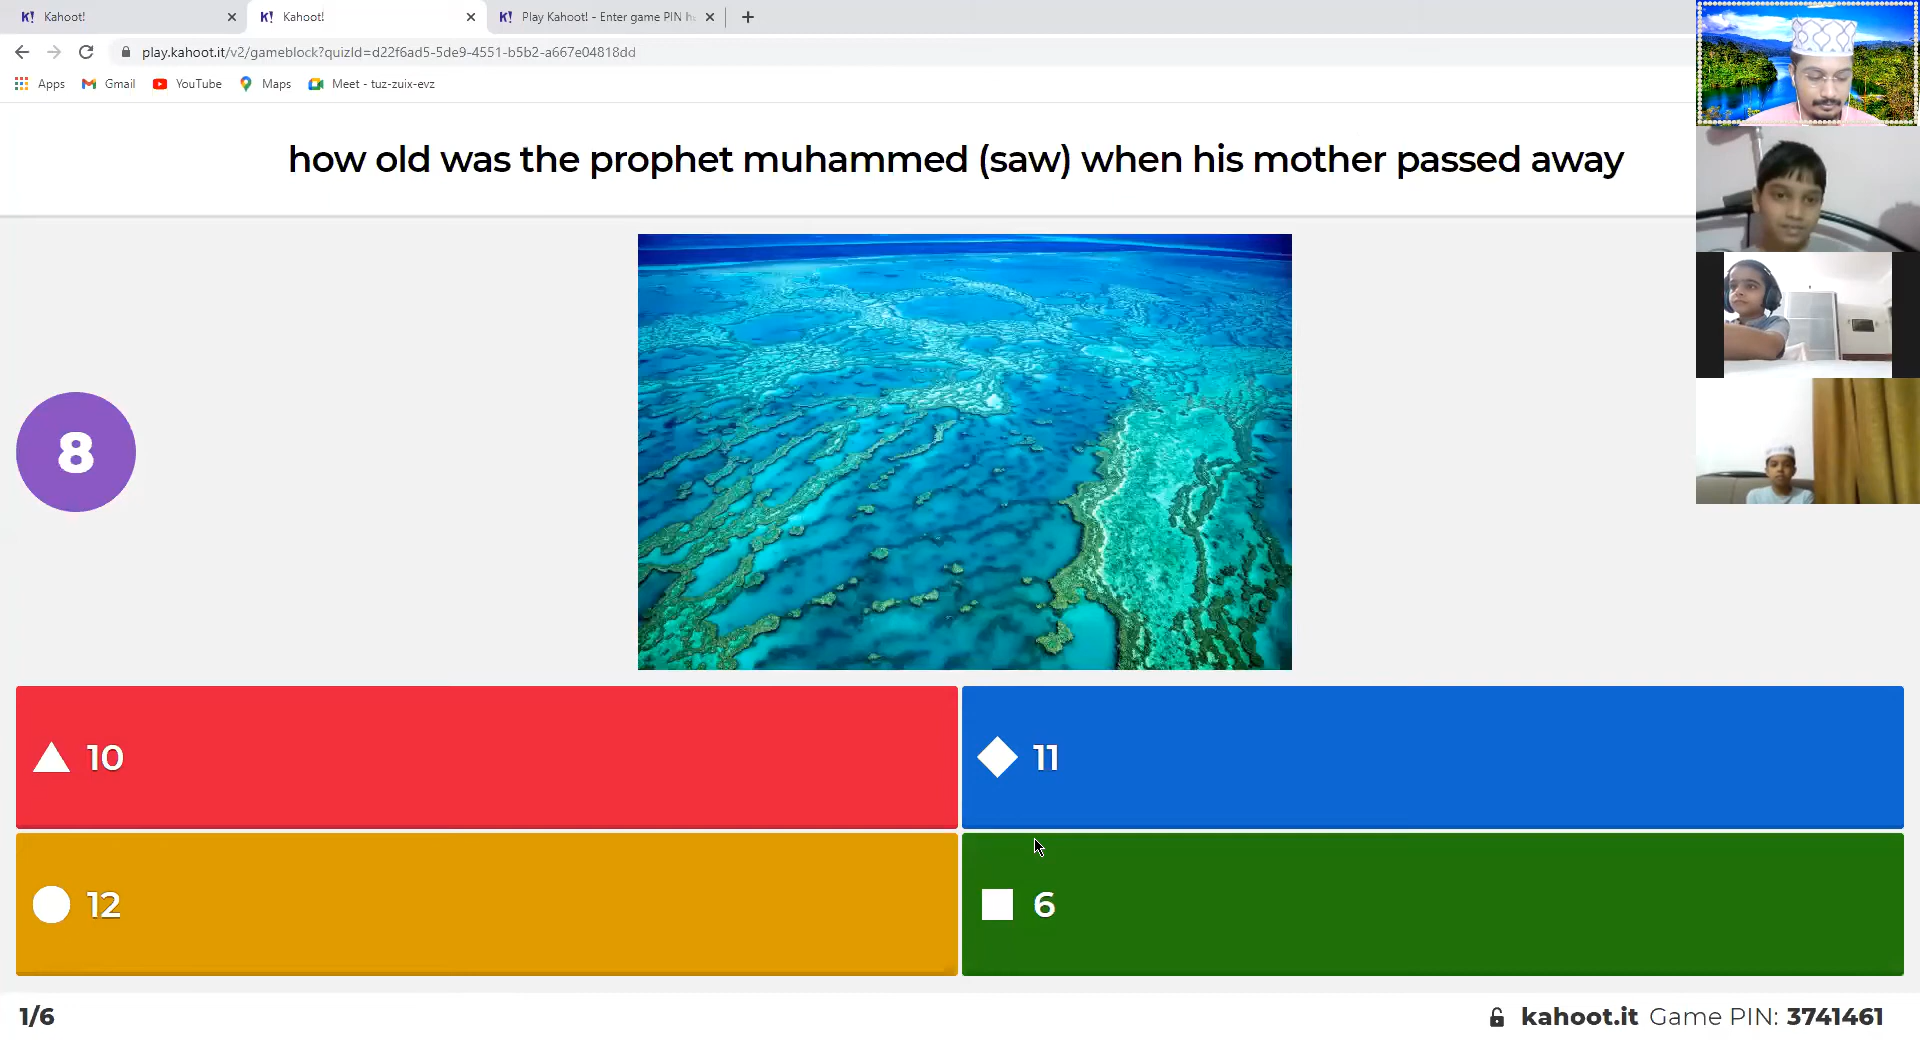 Kahoot!
Kahoot!
Play Kahoot! - Enter game PIN
play.kahoot.it/v2/gameblock?quizId=d22f6ad5-5de9-4551-b5b2-a667e04818dd
Apps Gmail YouTube Maps Meet - tuz-zuix-evz
how old was the prophet muhammed (saw) when his mother passed away
8
10
11
12
6
1/6
kahoot.it Game PIN: 3741461